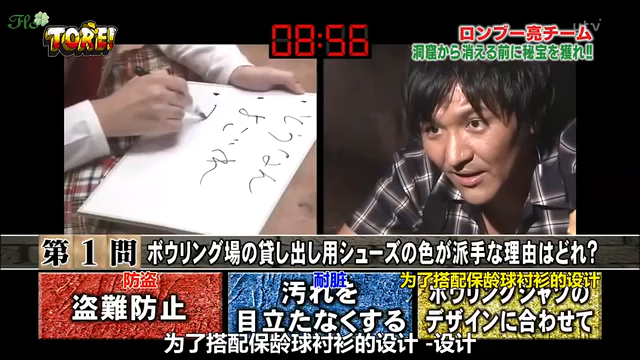 TORE!
08:56
ytv
ロンブー亮チーム
洞窟から消える前に秘宝を獲れ!!
第1問
ボウリング場の貸し出し用シューズの色が派手な理由はどれ?
防盗
盗難防止
耐脏
汚れを
目立たなくする
为了搭配保龄球衬衫的设计
ボウリングシャツの
デザインに合わせて
为了搭配保龄球衬衫的设计 -设计